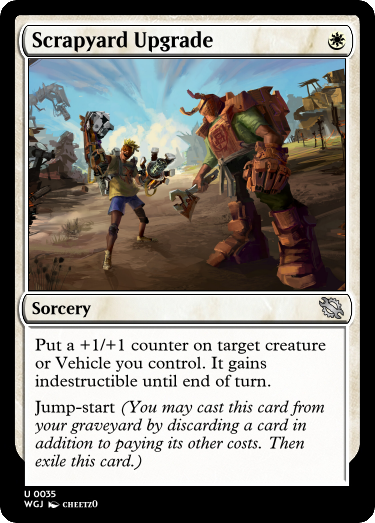 Scrapyard Upgrade
Sorcery
Put a +1/+1 counter on target creature
or Vehicle you control. It gains
indestructible until end of turn.
Jump-start (You may cast this card from
your graveyard by discarding a card in
addition to paying its other costs. Then
exile this card.)
U 0035
WGJ CHEETZ0